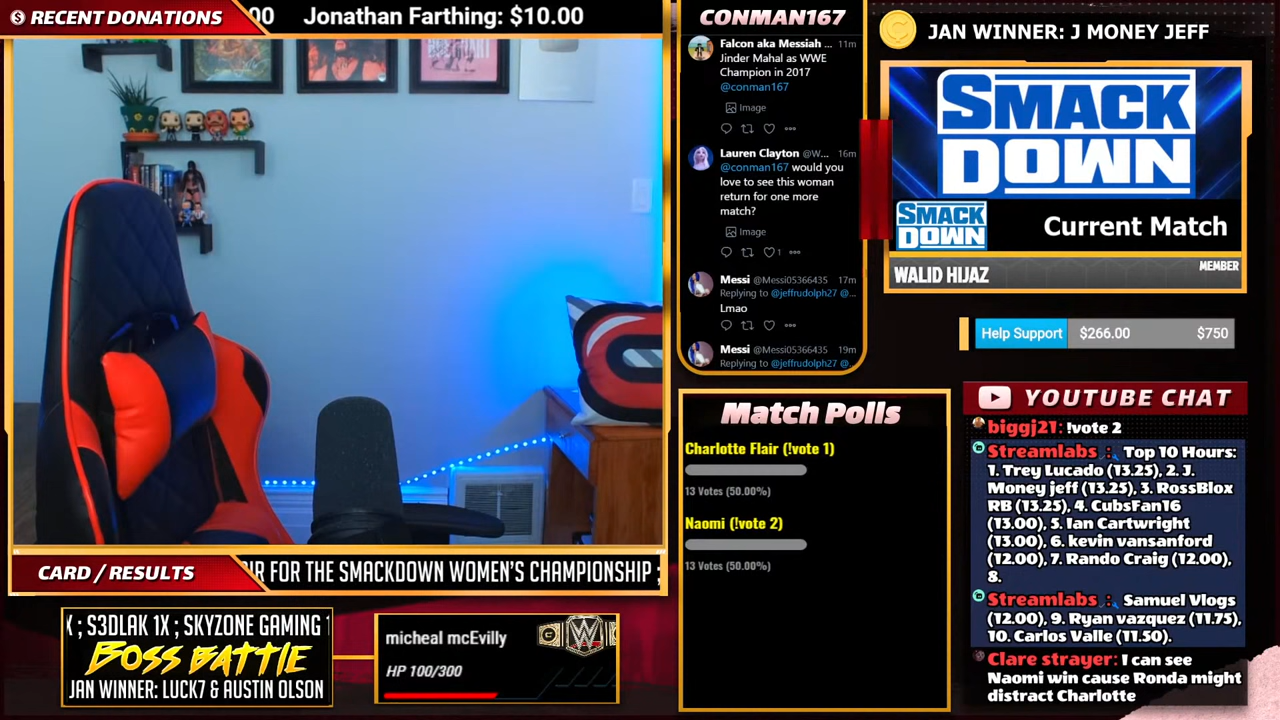 RECENT DONATIONS
00 Jonathan Farthing: $10.00
CONMAN167
Falcon aka Messiah ... 11m
Jinder Mahal as WWE
Champion in 2017
@conman167
Image
Lauren Clayton @W... 16m
@conman167 would you
love to see this woman
return for one more
match?
Image
1
Messi @Messi05366435 17m
Replying to @jeffrudolph27 @...
Lmao
Messi @Messi05366435 19m
Replying to @jeffrudolph27 @...
JAN WINNER: J MONEY JEFF
SMACK
DOWN
SMACK
DOWN
Current Match
WALID HIJAZ
MEMBER
Help Support $266.00 $750
Match Polls
Charlotte Flair (!vote 1)
13 Votes (50.00%)
Naomi (!vote 2)
13 Votes (50.00%)
YOUTUBE CHAT
biggj21: !vote 2
Streamlabs : Top 10 Hours:
1. Trey Lucado (13.25), 2. J.
Money jeff (13.25), 3. RossBlox
RB (13.25), 4. CubsFan16
(13.00), 5. Ian Cartwright
(13.00), 6. kevin vansanford
(12.00), 7. Rando Craig (12.00),
8.
Streamlabs : Samuel Vlogs
(12.00), 9. Ryan vazquez (11.75),
10. Carlos Valle (11.50).
Clare strayer: I can see
Naomi win cause Ronda might
distract Charlotte
CARD / RESULTS
IR FOR THE SMACKDOWN WOMEN'S CHAMPIONSHIP ;
X ; S3DLAK 1X ; SKYZONE GAMING 1
BOSS BATTLE
JAN WINNER: LUCK7 & AUSTIN OLSON
micheal mcEvilly
HP 100/300